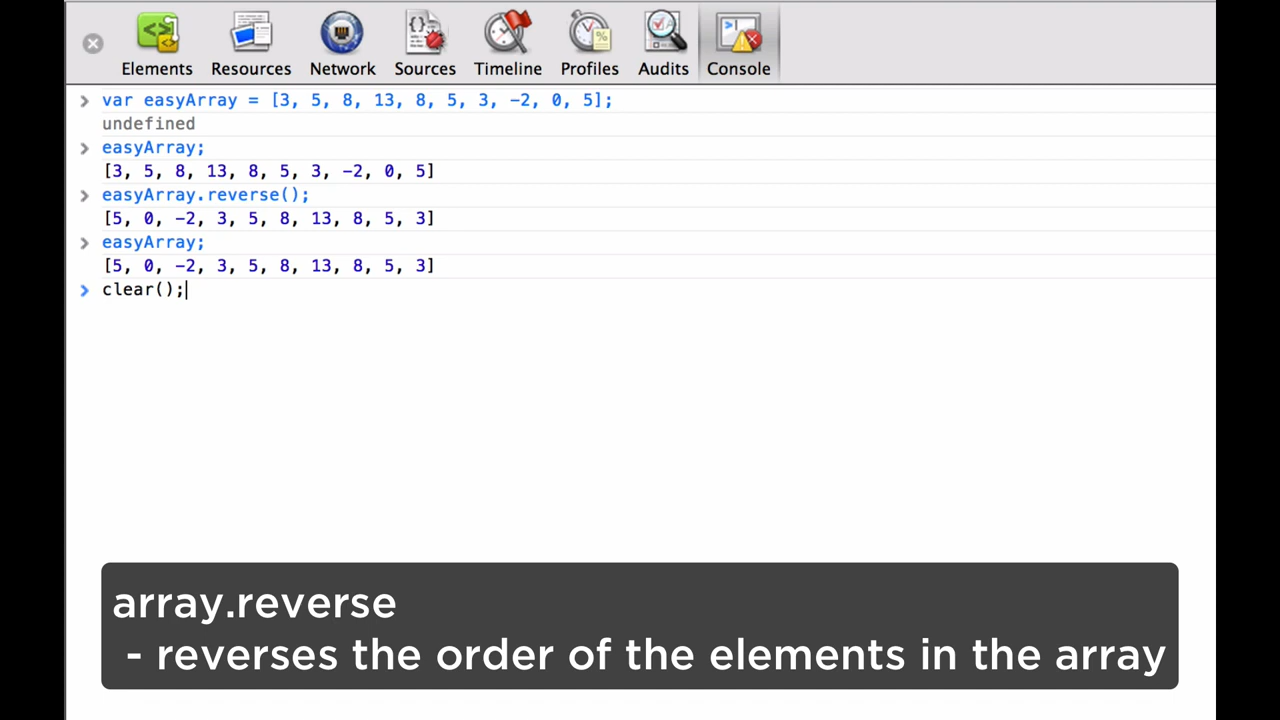 Elements Resources Network Sources Timeline Profiles Audits Console
> var easyArray = [3, 5, 8, 13, 8, 5, 3, -2, 0, 5];
undefined
> easyArray;
[3, 5, 8, 13, 8, 5, 3, -2, 0, 5]
> easyArray.reverse();
[5, 0, -2, 3, 5, 8, 13, 8, 5, 3]
> easyArray;
[5, 0, -2, 3, 5, 8, 13, 8, 5, 3]
> clear();
array.reverse
- reverses the order of the elements in the array